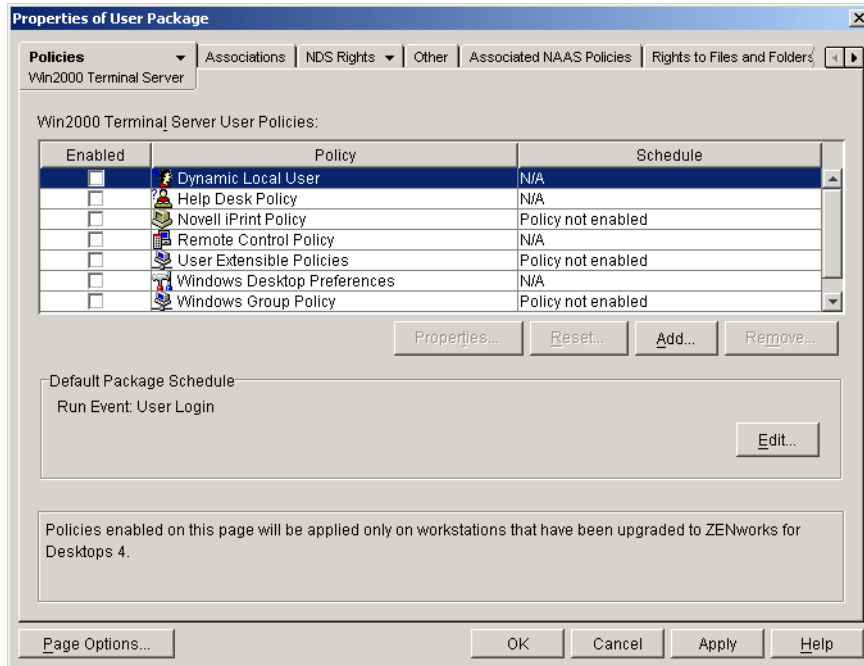 Properties of User Package
Policies
Win2000 Terminal Server
Associations
NDS Rights
Other
Associated NAAS Policies
Rights to Files and Folders
Win2000 Terminal Server User Policies:
Enabled Policy Schedule
Dynamic Local User N/A
Help Desk Policy N/A
Novell iPrint Policy Policy not enabled
Remote Control Policy N/A
User Extensible Policies Policy not enabled
Windows Desktop Preferences N/A
Windows Group Policy Policy not enabled
Properties... Reset... Add... Remove...
Default Package Schedule
Run Event: User Login
Edit...
Policies enabled on this page will be applied only on workstations that have been upgraded to ZENworks for
Desktops 4.
Page Options... OK Cancel Apply Help